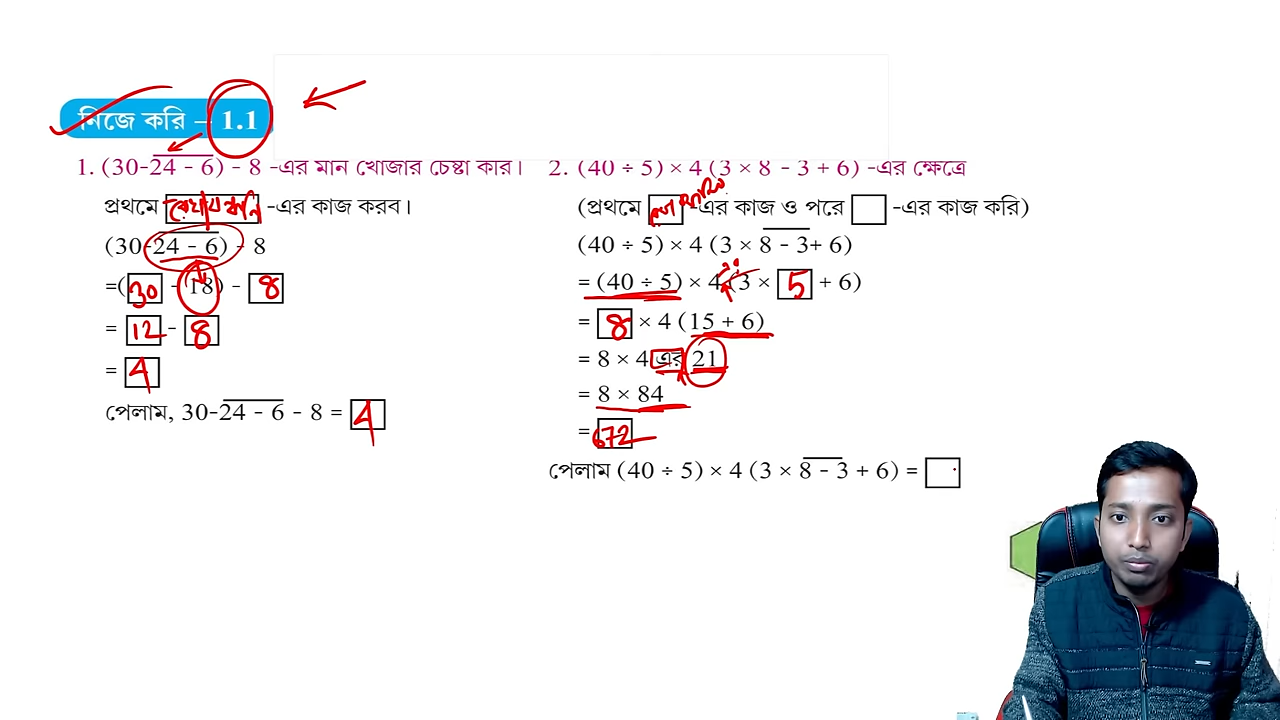 নিজে করি – 1.1
1. (30-24 - 6) - 8 -এর মান খোঁজার চেষ্টা করি।
প্রথমে রেখাবন্ধনী -এর কাজ করব।
(30-24 - 6) - 8
=(30 - 18) - 8
= 12 - 8
= 4
পেলাম, 30-24 - 6 - 8 = 4
2. (40 ÷ 5) × 4 (3 × 8 - 3 + 6) -এর ক্ষেত্রে
(প্রথমে -এর কাজ ও পরে -এর কাজ করি)
(40 ÷ 5) × 4 (3 × 8 - 3+ 6)
= (40 ÷ 5) × 4 (3 × 5 + 6)
= 8 × 4 (15 + 6)
= 8 × 4 এর 21
= 8 × 84
= 672
পেলাম (40 ÷ 5) × 4 (3 × 8 - 3 + 6) =